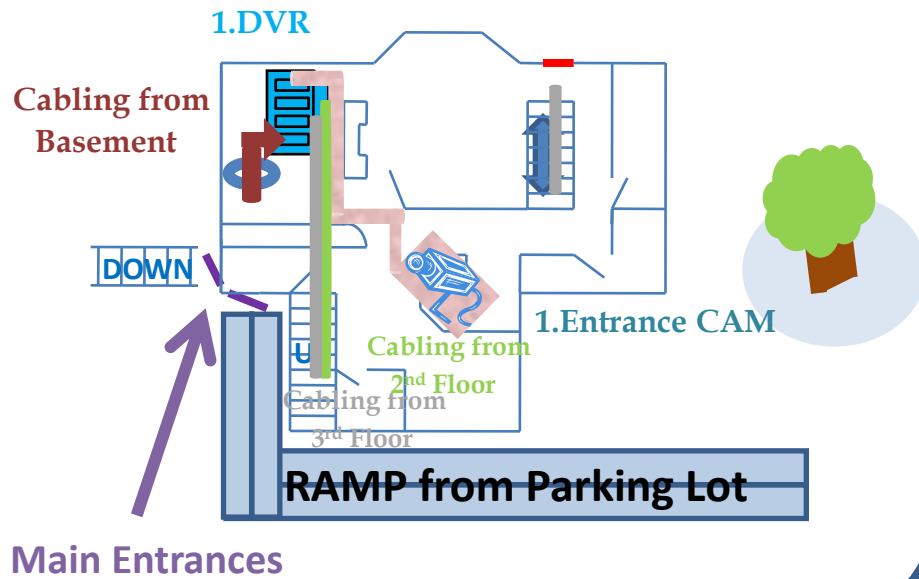 1.DVR
Cabling from
Basement
DOWN
1.Entrance CAM
U
Cabling from
2nd Floor
Cabling from
3rd Floor
RAMP from Parking Lot
Main Entrances